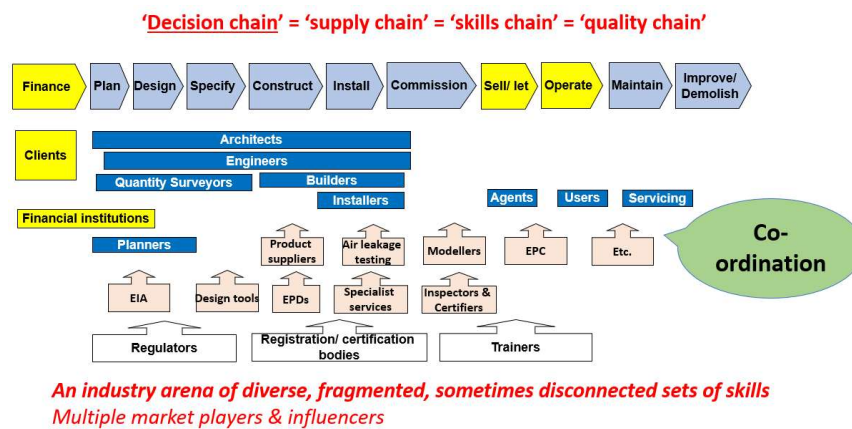 ‘Decision chain’ = ‘supply chain’ = ‘skills chain’ = ‘quality chain’
Finance
Plan
Design
Specify
Construct
Install
Commission
Sell/ let
Operate
Maintain
Improve/
Demolish
Clients
Architects
Engineers
Quantity Surveyors
Builders
Installers
Agents
Users
Servicing
Financial institutions
Planners
Product
suppliers
Air leakage
testing
Modellers
EPC
Etc.
Co-
ordination
EIA
Design tools
EPDs
Specialist
services
Inspectors &
Certifiers
Regulators
Registration/ certification
bodies
Trainers
An industry arena of diverse, fragmented, sometimes disconnected sets of skills
Multiple market players & influencers